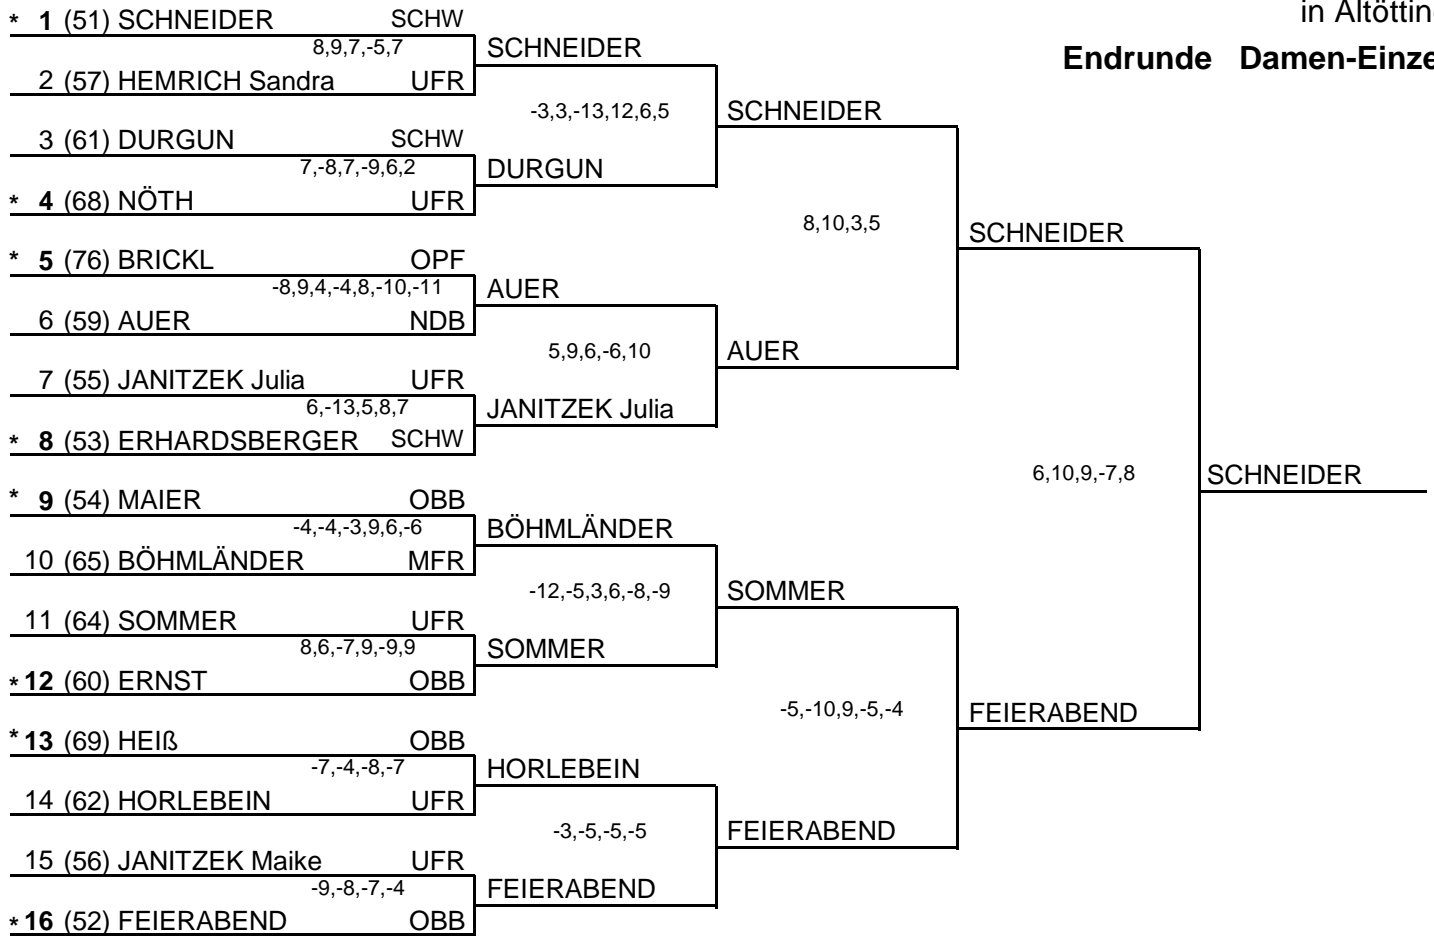 in Altöttin
Endrunde Damen-Einze
* 1 (51) SCHNEIDER SCHW
8,9,7,-5,7
SCHNEIDER
2 (57) HEMRICH Sandra UFR
-3,3,-13,12,6,5
SCHNEIDER
3 (61) DURGUN SCHW
7,-8,7,-9,6,2
DURGUN
* 4 (68) NÖTH UFR
8,10,3,5
SCHNEIDER
* 5 (76) BRICKL OPF
-8,9,4,-4,8,-10,-11
AUER
6 (59) AUER NDB
5,9,6,-6,10
AUER
7 (55) JANITZEK Julia UFR
6,-13,5,8,7
JANITZEK Julia
* 8 (53) ERHARDSBERGER SCHW
6,10,9,-7,8
SCHNEIDER
* 9 (54) MAIER OBB
-4,-4,-3,9,6,-6
BÖHMLÄNDER
10 (65) BÖHMLÄNDER MFR
-12,-5,3,6,-8,-9
SOMMER
11 (64) SOMMER UFR
8,6,-7,9,-9,9
SOMMER
* 12 (60) ERNST OBB
-5,-10,9,-5,-4
FEIERABEND
* 13 (69) HEIß OBB
-7,-4,-8,-7
HORLEBEIN
14 (62) HORLEBEIN UFR
-3,-5,-5,-5
FEIERABEND
15 (56) JANITZEK Maike UFR
-9,-8,-7,-4
FEIERABEND
* 16 (52) FEIERABEND OBB